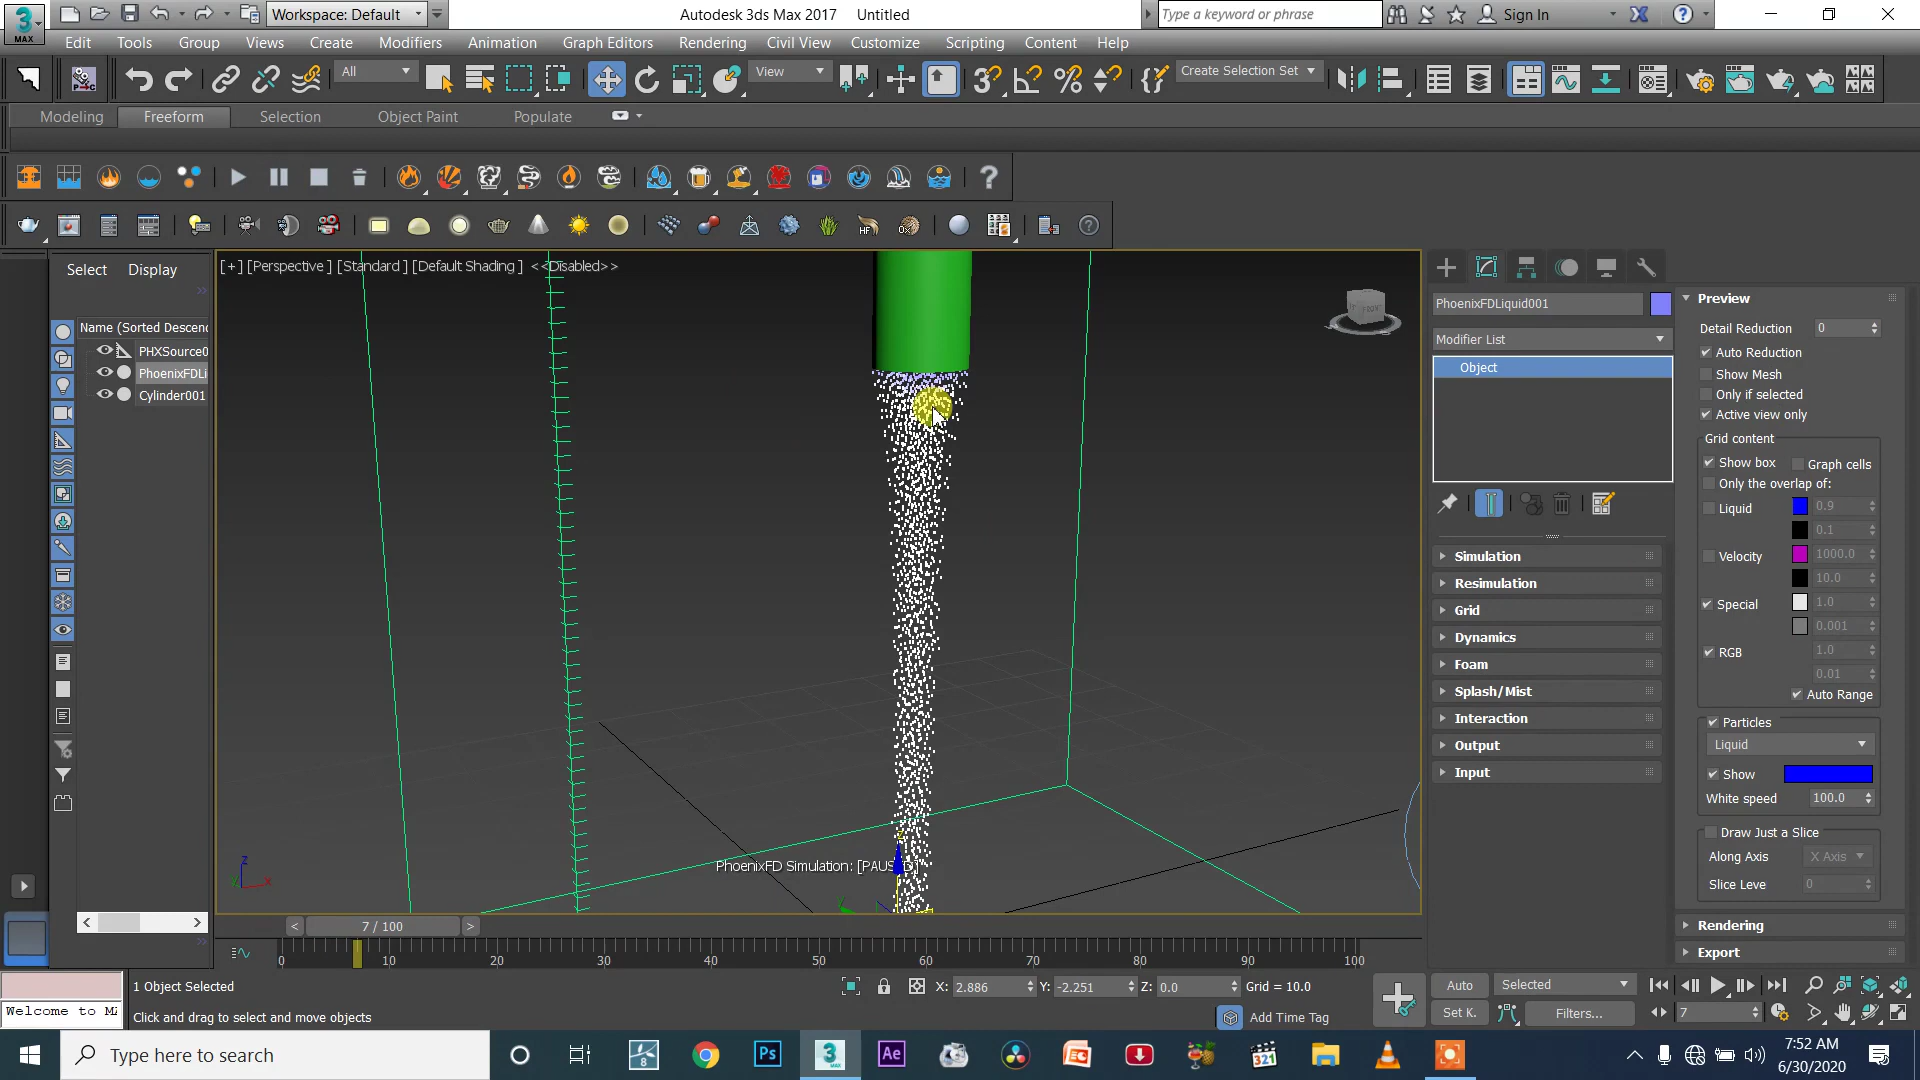 3 MAX
Workspace: Default
Autodesk 3ds Max 2017 Untitled
Type a keyword or phrase
Sign In
Edit Tools Group Views Create Modifiers Animation Graph Editors Rendering Civil View Customize Scripting Content Help
All
View
Create Selection Set
Modeling Freeform Selection Object Paint Populate
HF
Select Display
Name (Sorted Descend
PHXSource0
PhoenixFDLi
Cylinder001
[+] [Perspective ] [Standard ] [Default Shading ] <<Disabled>>
FRONT
PhoenixFD Simulation: [PAUS
z
x
PhoenixFDLiquid001
Modifier List
Object
Simulation
Resimulation
Grid
Dynamics
Foam
Splash/Mist
Interaction
Output
Input
Preview
Detail Reduction 0
Auto Reduction
Show Mesh
Only if selected
Active view only
Grid content
Show box Graph cells
Only the overlap of:
Liquid 0.9
0.1
Velocity 1000.0
10.0
Special 1.0
0.001
RGB 1.0
0.01
Auto Range
Particles
Liquid
Show
White speed 100.0
Draw Just a Slice
Along Axis X Axis
Slice Leve 0
Rendering
Export
< 7 / 100 >
0 10 20 30 40 50 60 70 80 90 100
1 Object Selected
X: 2.886 Y: -2.251 Z: 0.0 Grid = 10.0
Auto Selected
Welcome to MA
Click and drag to select and move objects
Add Time Tag
Set K. Filters... 7
Type here to search
7:52 AM
6/30/2020